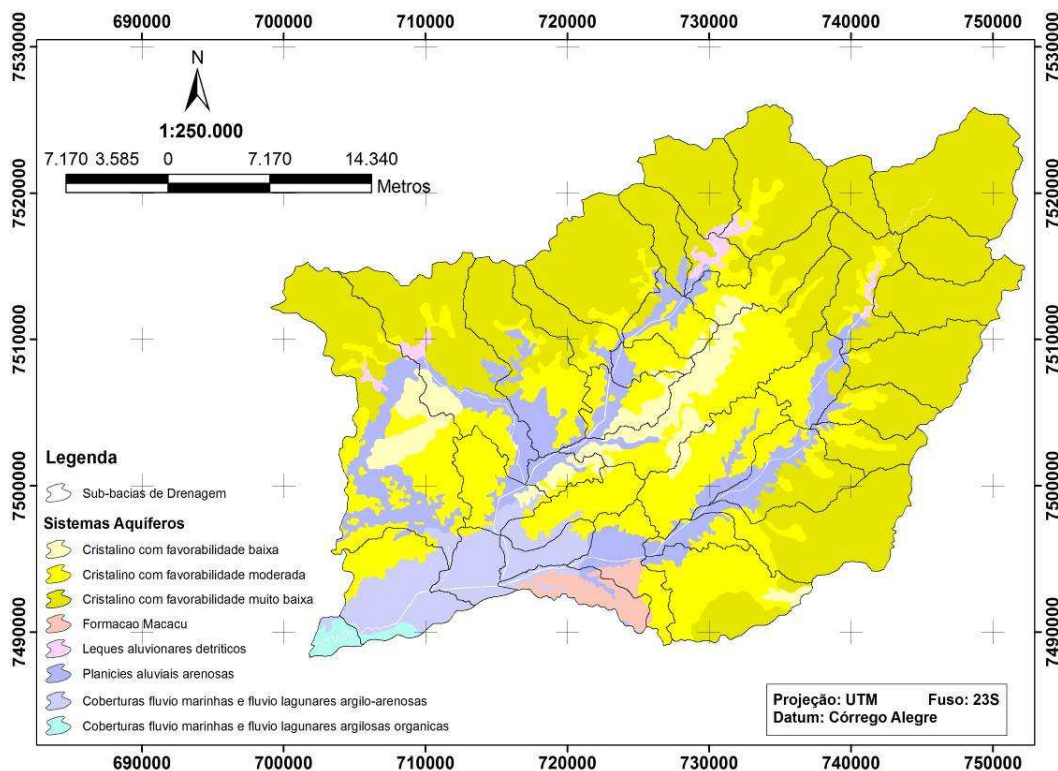 690000 700000 710000 720000 730000 740000 750000
7530000
7520000
7510000
7500000
7490000
N
1:250.000
7.170 3.585 0 7.170 14.340
Metros
Legenda
Sub-bacias de Drenagem
Sistemas Aquíferos
Cristalino com favorabilidade baixa
Cristalino com favorabilidade moderada
Cristalino com favorabilidade muito baixa
Formacao Macacu
Leques aluvionares detriticos
Planicies aluviais arenosas
Coberturas fluvio marinhas e fluvio lagunares argilo-arenosas
Coberturas fluvio marinhas e fluvio lagunares argilosas organicas
Projeção: UTM Fuso: 23S
Datum: Córrego Alegre
7530000
7520000
7510000
7500000
7490000
690000 700000 710000 720000 730000 740000 750000